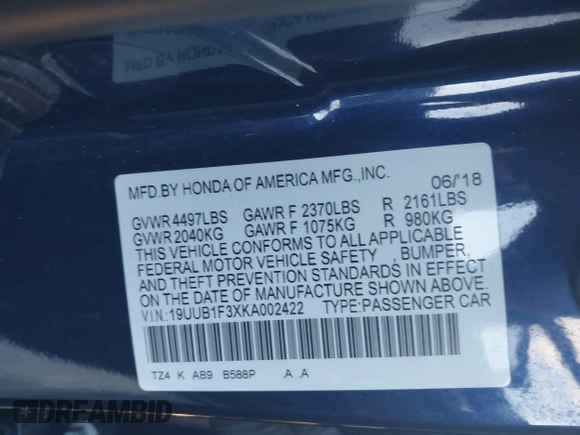 MFD.BY HONDA OF AMERICA MFG.,INC. 06/'18
GVWR 4497LBS GAWR F 2370LBS R 2161LBS
GVWR 2040KG GAWR F 1075KG R 980KG
THIS VEHICLE CONFORMS TO ALL APPLICABLE
FEDERAL MOTOR VEHICLE SAFETY , BUMPER,
AND THEFT PREVENTION STANDARDS IN EFFECT
ON THE DATE OF MANUFACTURE SHOWN ABOVE.
V.I.N.:19UUB1F3XKA002422 TYPE:PASSENGER CAR
TZ4 K AB9 B588P .A .A
DREAMBID